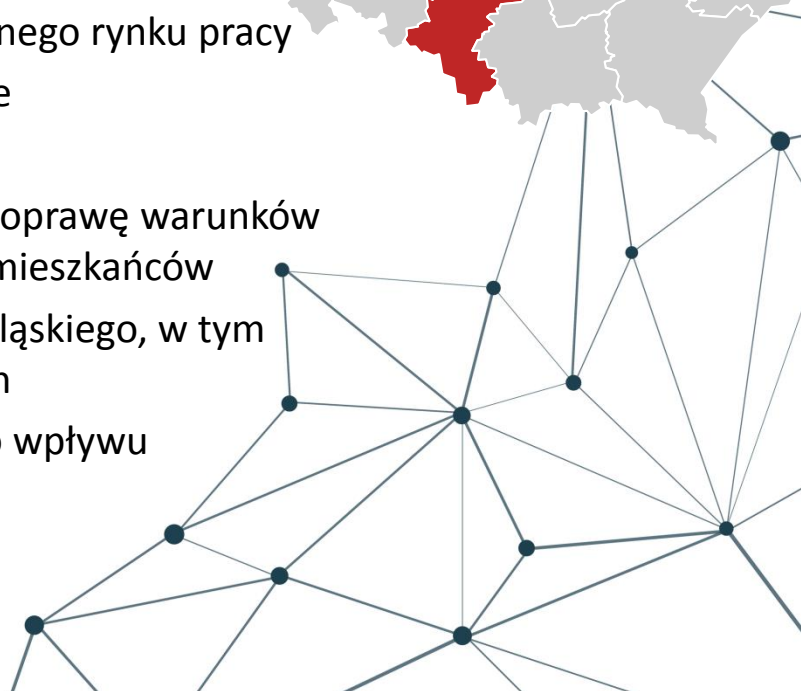 nego rynku pracy
e
oprawę warunków
mieszkańców
ląskiego, w tym
h
o wpływu